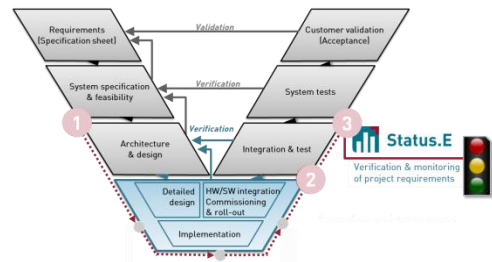 Requirements
(Specification sheet)
Validation
Customer validation
(Acceptance)
System specification
& feasibility
Verification
System tests
1
Architecture
& design
Verification
Integration & test
3
Status.E
Verification & monitoring
of project requirements
2
Detailed
design
HW/SW integration
Commissioning
& roll-out
Implementation